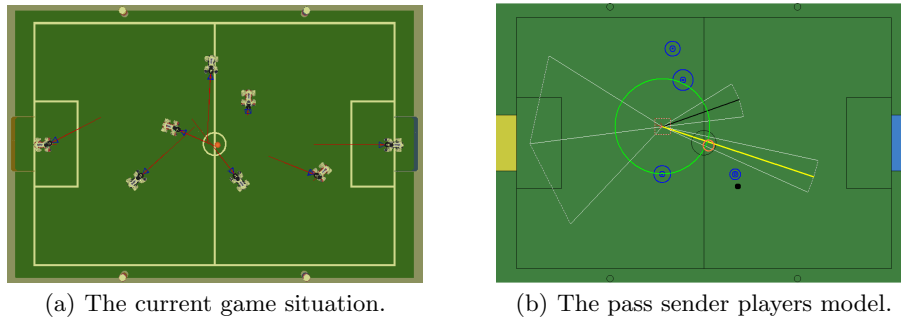 (a) The current game situation.
(b) The pass sender players model.